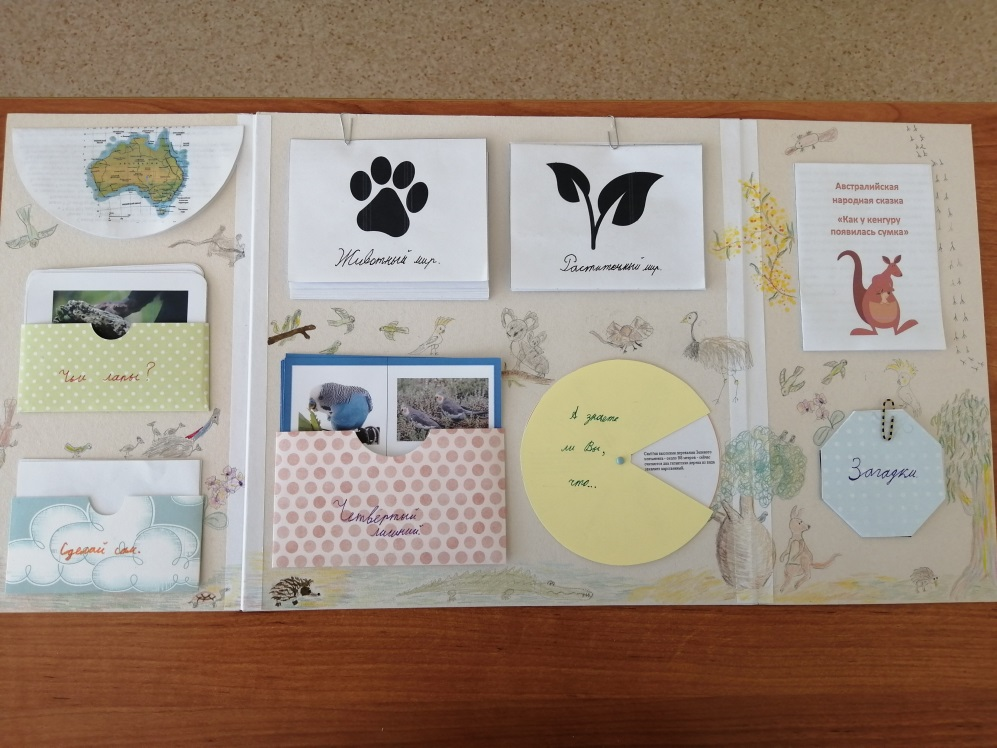 Чьи лапы?
Сделай сам.
Животный мир.
Растительный мир.
Четвертый
лишний.
А знаете
ли Вы,
что...
Австралийская
народная сказка
«Как у кенгуру
появилась сумка»
Загадки